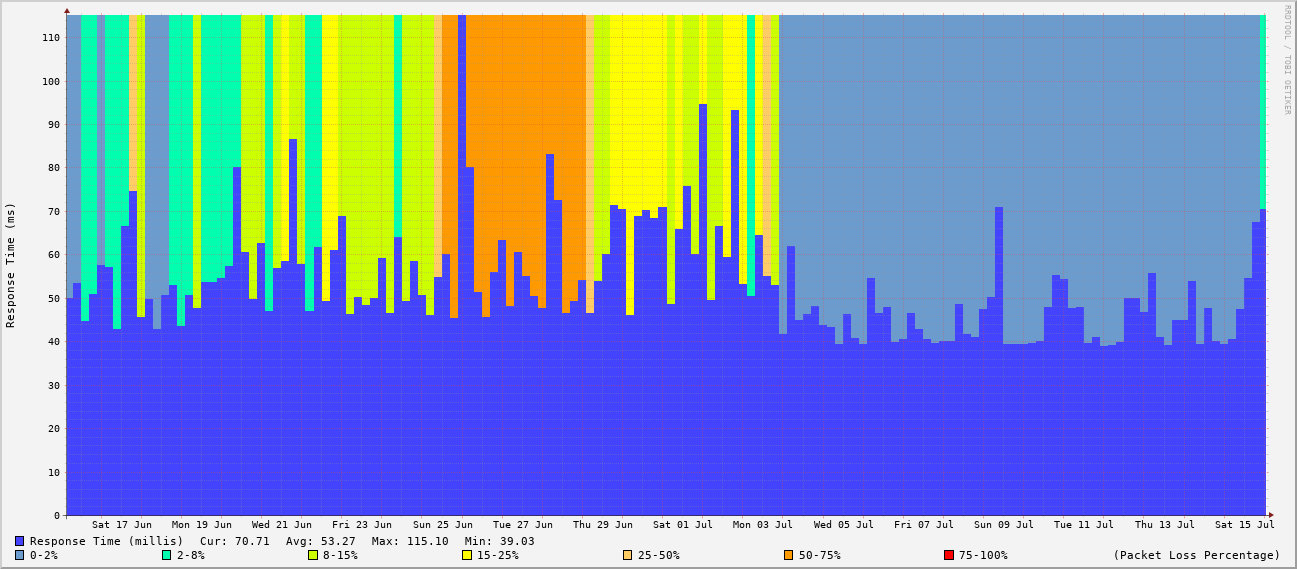 RRDTOOL / TOBI OETIKER
Response Time (ms)
110
100
90
80
70
60
50
40
30
20
10
0
Sat 17 Jun Mon 19 Jun Wed 21 Jun Fri 23 Jun Sun 25 Jun Tue 27 Jun Thu 29 Jun Sat 01 Jul Mon 03 Jul Wed 05 Jul Fri 07 Jul Sun 09 Jul Tue 11 Jul Thu 13 Jul Sat 15 Jul
Response Time (millis) Cur: 70.71 Avg: 53.27 Max: 115.10 Min: 39.03
0-2% 2-8% 8-15% 15-25% 25-50% 50-75% 75-100% (Packet Loss Percentage)